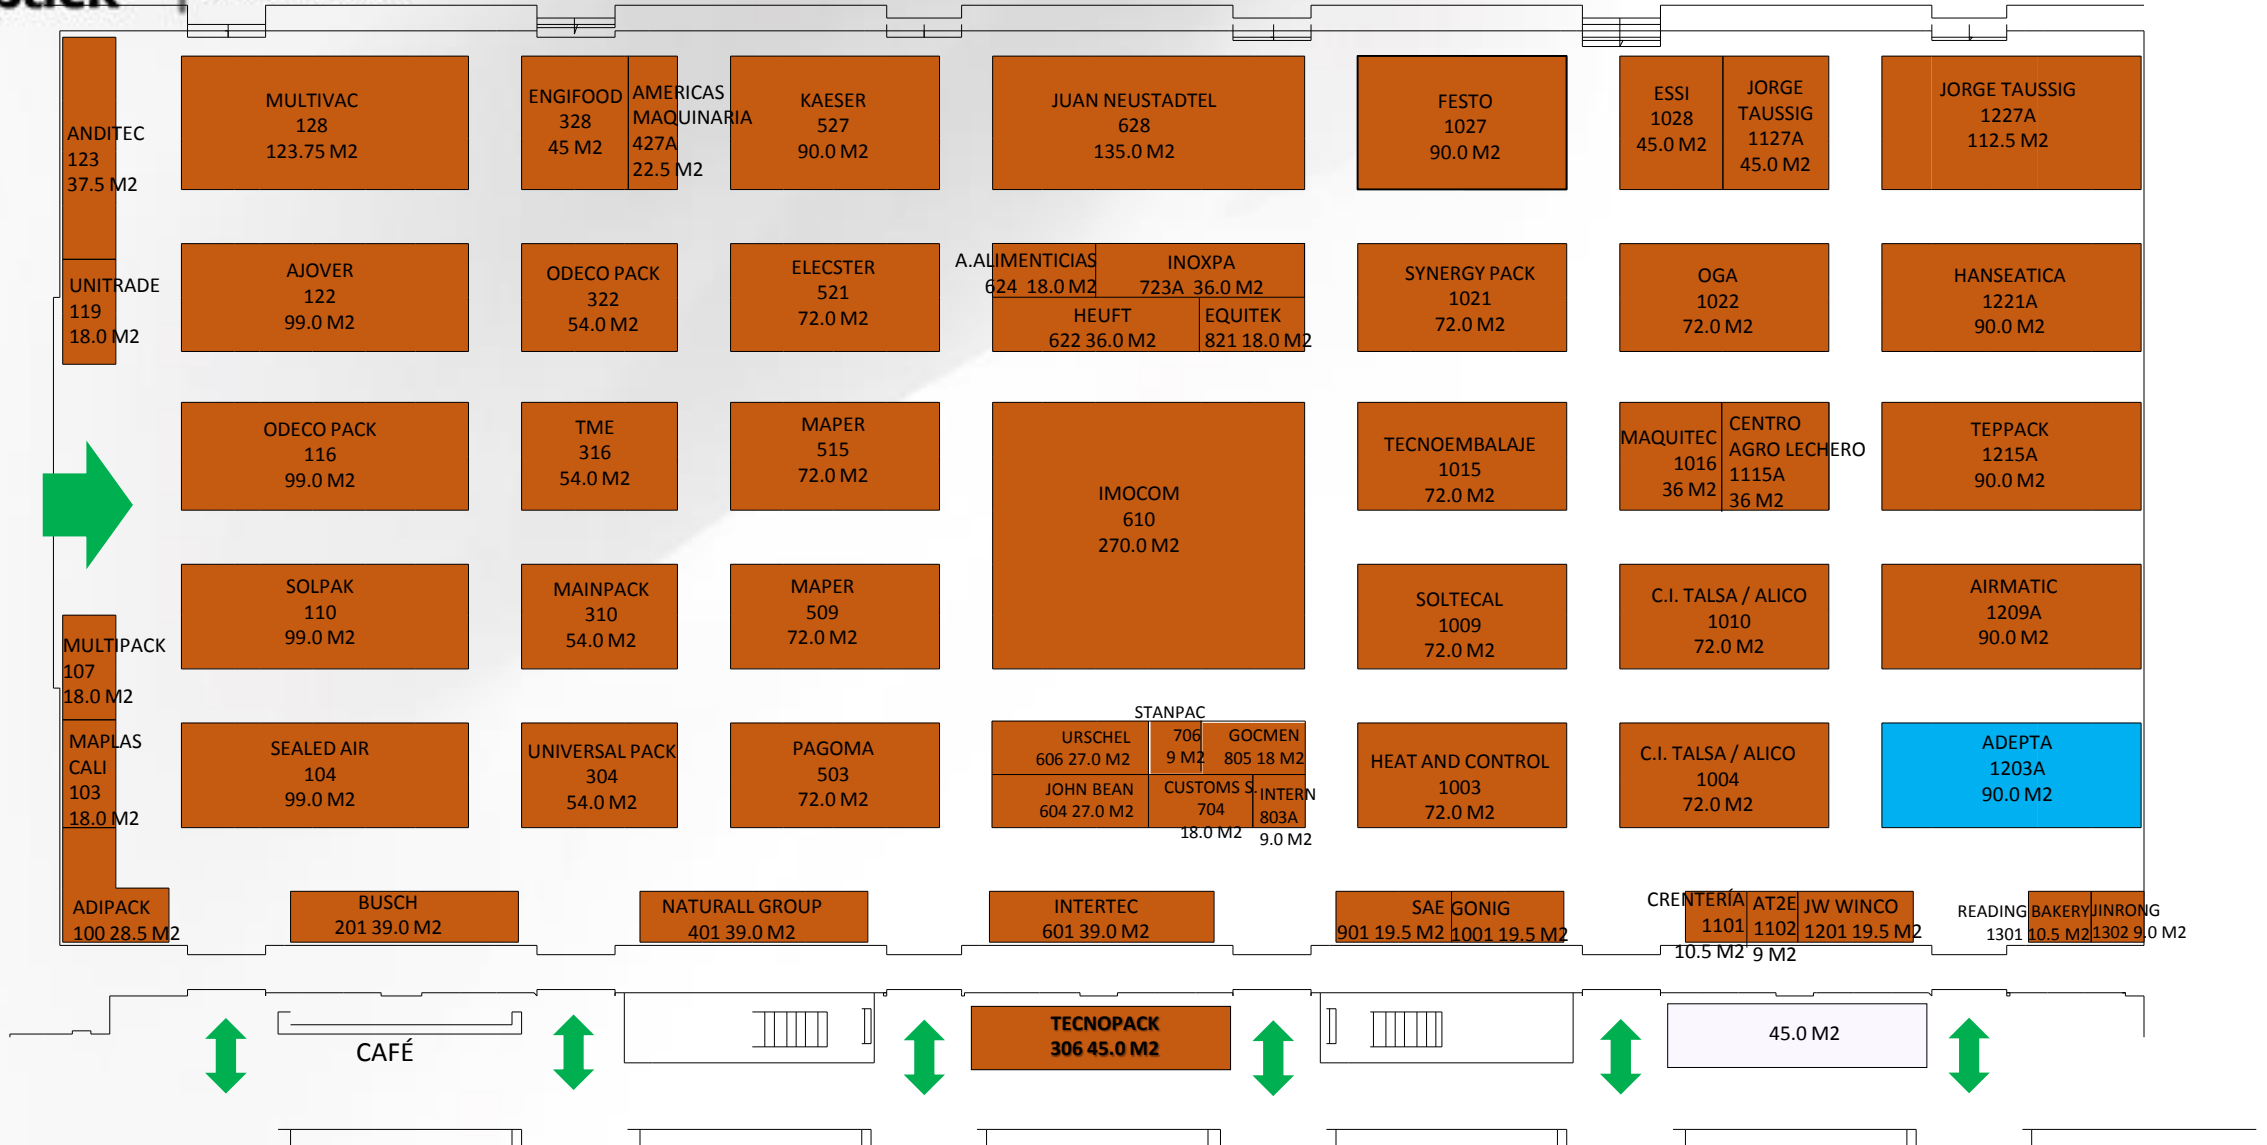 ANDITEC
123
37.5 M2
MULTIVAC
128
123.75 M2
ENGIFOOD
328
45 M2
AMERICAS
MAQUINARIA
427A
22.5 M2
KAESER
527
90.0 M2
JUAN NEUSTADTEL
628
135.0 M2
FESTO
1027
90.0 M2
ESSI
1028
45.0 M2
JORGE
TAUSSIG
1127A
45.0 M2
JORGE TAUSSIG
1227A
112.5 M2
UNITRADE
119
18.0 M2
AJOVER
122
99.0 M2
ODECO PACK
322
54.0 M2
ELECSTER
521
72.0 M2
A.ALIMENTICIAS
624 18.0 M2
INOXPA
723A 36.0 M2
HEUFT
622 36.0 M2
EQUITEK
821 18.0 M2
SYNERGY PACK
1021
72.0 M2
OGA
1022
72.0 M2
HANSEATICA
1221A
90.0 M2
ODECO PACK
116
99.0 M2
TME
316
54.0 M2
MAPER
515
72.0 M2
IMOCOM
610
270.0 M2
TECNOEMBALAJE
1015
72.0 M2
MAQUITEC
1016
36 M2
CENTRO
AGRO LECHERO
1115A
36 M2
TEPPACK
1215A
90.0 M2
SOLPAK
110
99.0 M2
MAINPACK
310
54.0 M2
MAPER
509
72.0 M2
SOLTECAL
1009
72.0 M2
C.I. TALSA / ALICO
1010
72.0 M2
AIRMATIC
1209A
90.0 M2
MULTIPACK
107
18.0 M2
MAPLAS
CALI
103
18.0 M2
SEALED AIR
104
99.0 M2
UNIVERSAL PACK
304
54.0 M2
PAGOMA
503
72.0 M2
URSCHEL
606 27.0 M2
STANPAC
706
9 M2
GOCMEN
805 18 M2
JOHN BEAN
604 27.0 M2
CUSTOMS S.
704
18.0 M2
INTERN
803A
9.0 M2
HEAT AND CONTROL
1003
72.0 M2
C.I. TALSA / ALICO
1004
72.0 M2
ADEPTA
1203A
90.0 M2
ADIPACK
100 28.5 M2
BUSCH
201 39.0 M2
NATURALL GROUP
401 39.0 M2
INTERTEC
601 39.0 M2
SAE
901 19.5 M2
GONIG
1001 19.5 M2
CRENTERÍA
1101
10.5 M2
AT2E
1102
9 M2
JW WINCO
1201 19.5 M2
READING BAKERY
1301 10.5 M2
JINRONG
1302 9.0 M2
CAFÉ
TECNOPACK
306 45.0 M2
45.0 M2